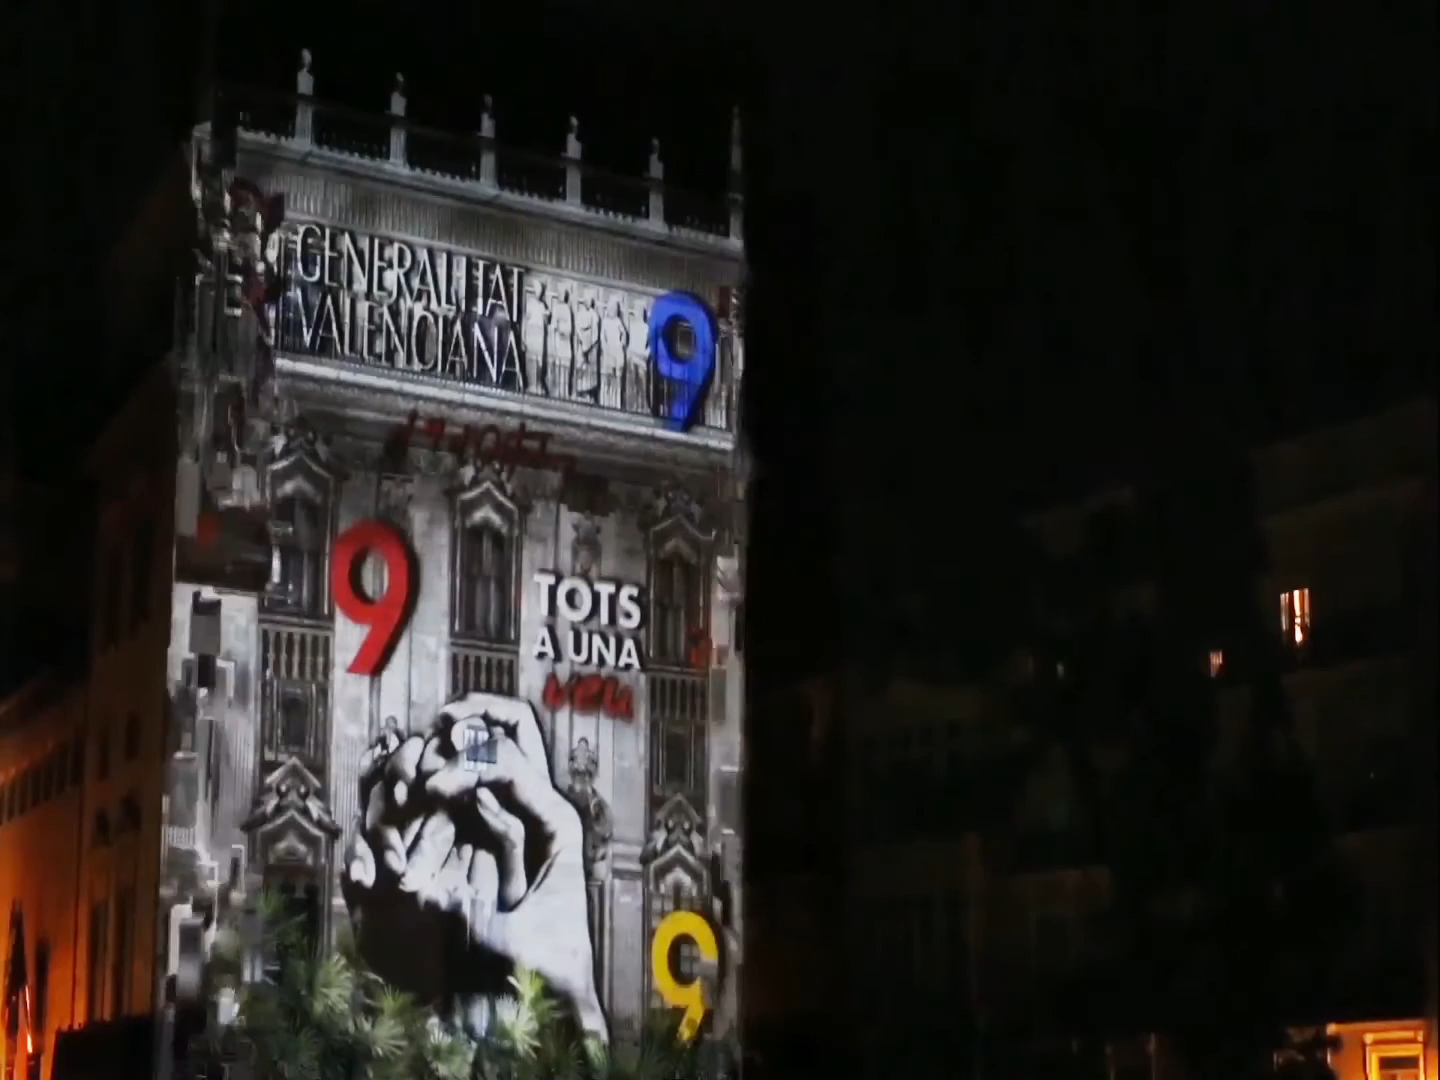 GENERALITAT
VALENCIANA
9
9
TOTS
A UNA
veu
9